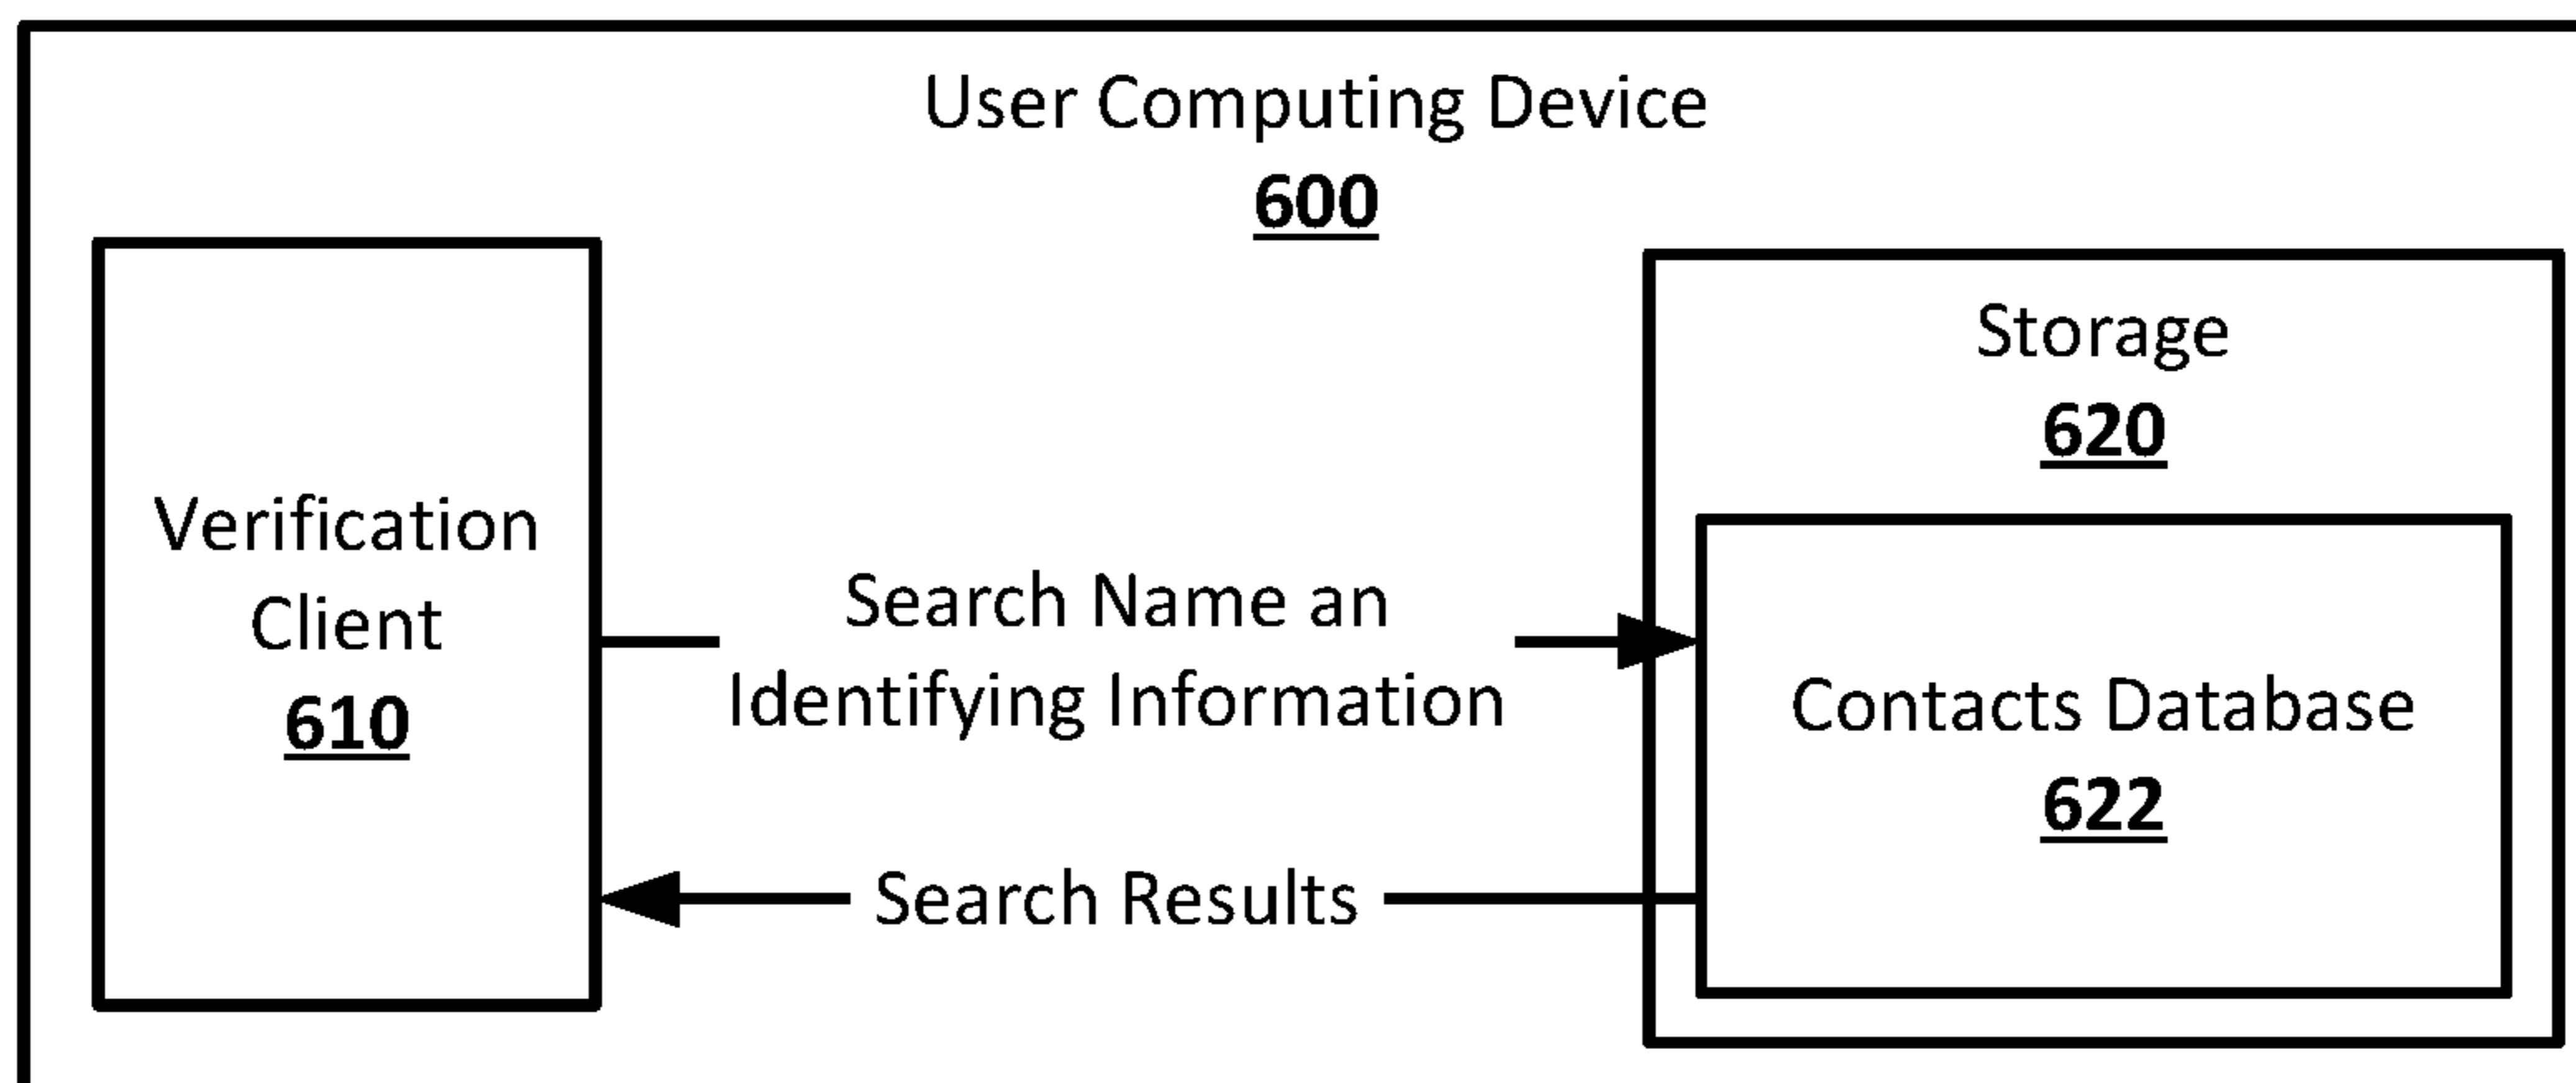 User Computing Device
600
Verification
Client
610
Search Name an
Identifying Information
Search Results
Storage
620
Contacts Database
622